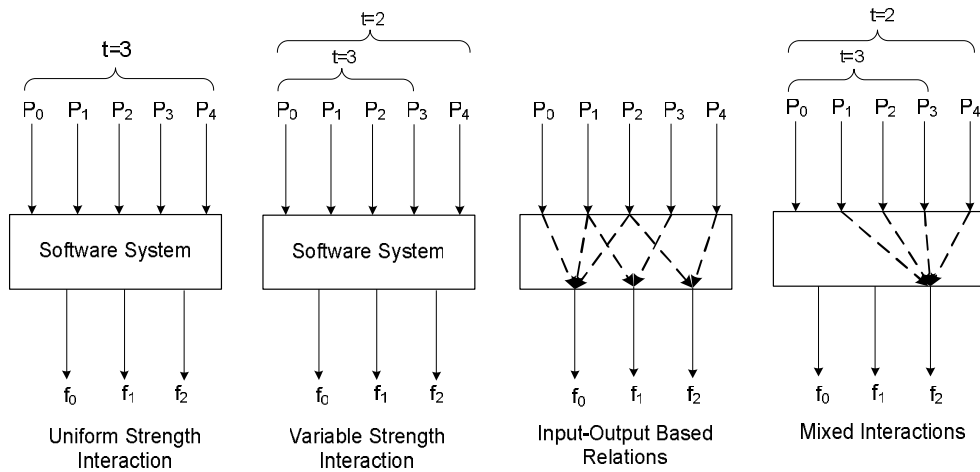 t=3
P0 P1 P2 P3 P4
Software System
f0 f1 f2
Uniform Strength
Interaction
t=2
t=3
P0 P1 P2 P3 P4
Software System
f0 f1 f2
Variable Strength
Interaction
P0 P1 P2 P3 P4
f0 f1 f2
Input-Output Based
Relations
t=2
t=3
P0 P1 P2 P3 P4
f0 f1 f2
Mixed Interactions